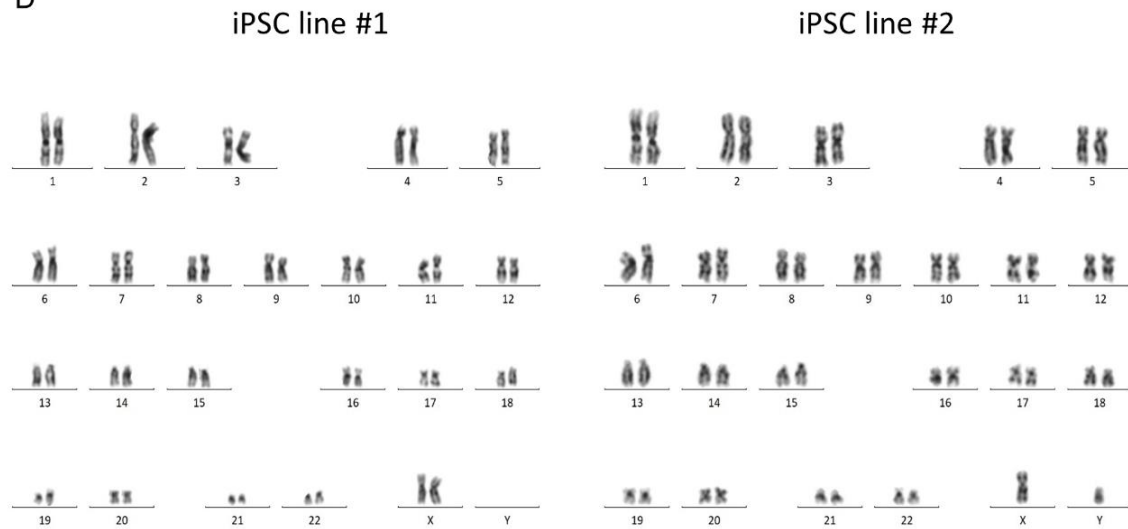 iPSC line #1 iPSC line #2
1 2 3 4 5 1 2 3 4 5
6 7 8 9 10 11 12 6 7 8 9 10 11 12
13 14 15 16 17 18 13 14 15 16 17 18
19 20 21 22 X Y 19 20 21 22 X Y